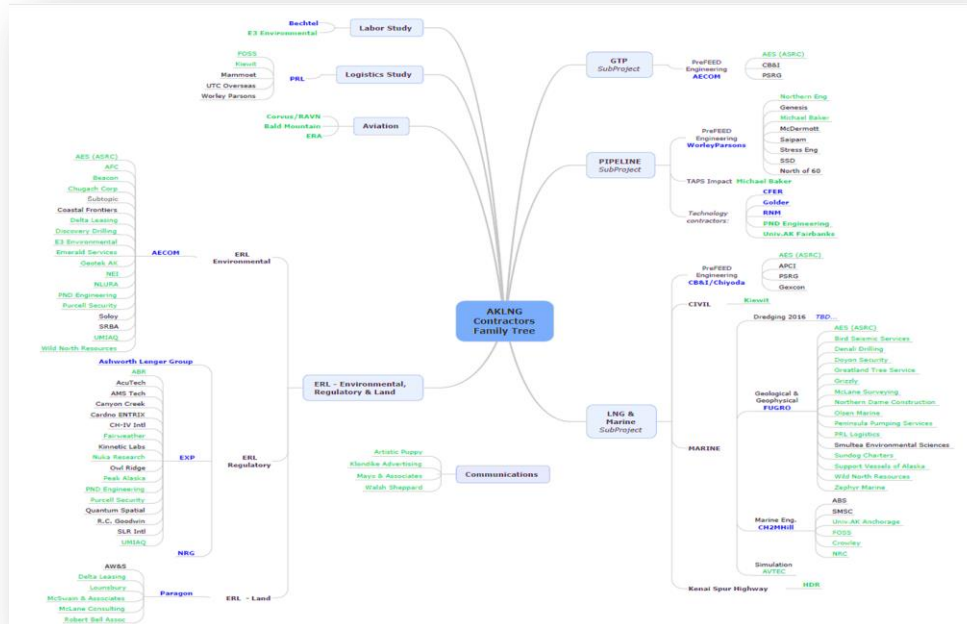 Bechtel
E3 Environmental
Labor Study
FOSS
Kiewit
Mammoet
UTC Overseas
Worley Parsons
PRL
Logistics Study
Corvus/RAVN
Bald Mountain
ERA
Aviation
AES (ASRC)
AFC
Beacon
Chugach Corp
Subtopic
Coastal Frontiers
Delta Leasing
Discovery Drilling
E3 Environmental
Emerald Services
Geotek AK
NEI
NLURA
PND Engineering
Purcell Security
Soloy
SRBA
UMIAQ
Wild North Resources
AECOM
ERL
Environmental
Ashworth Lenger Group
ABR
AcuTech
AMS Tech
Canyon Creek
Cardno ENTRIX
CH-IV Intl
Fairweather
Kinnetic Labs
Nuka Research
Owl Ridge
Peak Alaska
PND Engineering
Purcell Security
Quantum Spatial
R.C. Goodwin
SLR Intl
UMIAQ
EXP
NRG
ERL
Regulatory
AW&S
Delta Leasing
Lounsbury
McSwain & Associates
McLane Consulting
Robert Bell Assoc
Paragon
ERL - Land
ERL - Environmental,
Regulatory & Land
Artistic Puppy
Klondike Advertising
Mays & Associates
Walsh Sheppard
Communications
AKLNG
Contractors
Family Tree
GTP
SubProject
PreFEED
Engineering
AECOM
AES (ASRC)
CB&I
PSRG
PIPELINE
SubProject
PreFEED
Engineering
WorleyParsons
Northern Eng
Genesis
Michael Baker
McDermott
Saipam
Stress Eng
SSD
North of 60
TAPS Impact Michael Baker
Technology
contractors:
CFER
Golder
RNM
PND Engineering
Univ-AK Fairbanks
LNG &
Marine
SubProject
PreFEED
Engineering
CB&I/Chiyoda
AES (ASRC)
APCI
PSRG
Gexcon
CIVIL
Kiewit
MARINE
Dredging 2016 TBD...
Geological &
Geophysical
FUGRO
AES (ASRC)
Bird Seismic Services
Denali Drilling
Doyon Security
Greatland Tree Service
Grizzly
McLane Surveying
Northern Dame Construction
Olsen Marine
Peninsula Pumping Services
PRL Logistics
Simultea Environmental Sciences
Sundog Charters
Support Vessels of Alaska
Wild North Resources
Zephyr Marine
Marine Eng.
CH2MHill
ABS
SMSC
Univ-AK Anchorage
FOSS
Crowley
NRC
Simulation
AVTEC
Kenai Spur Highway
HDR